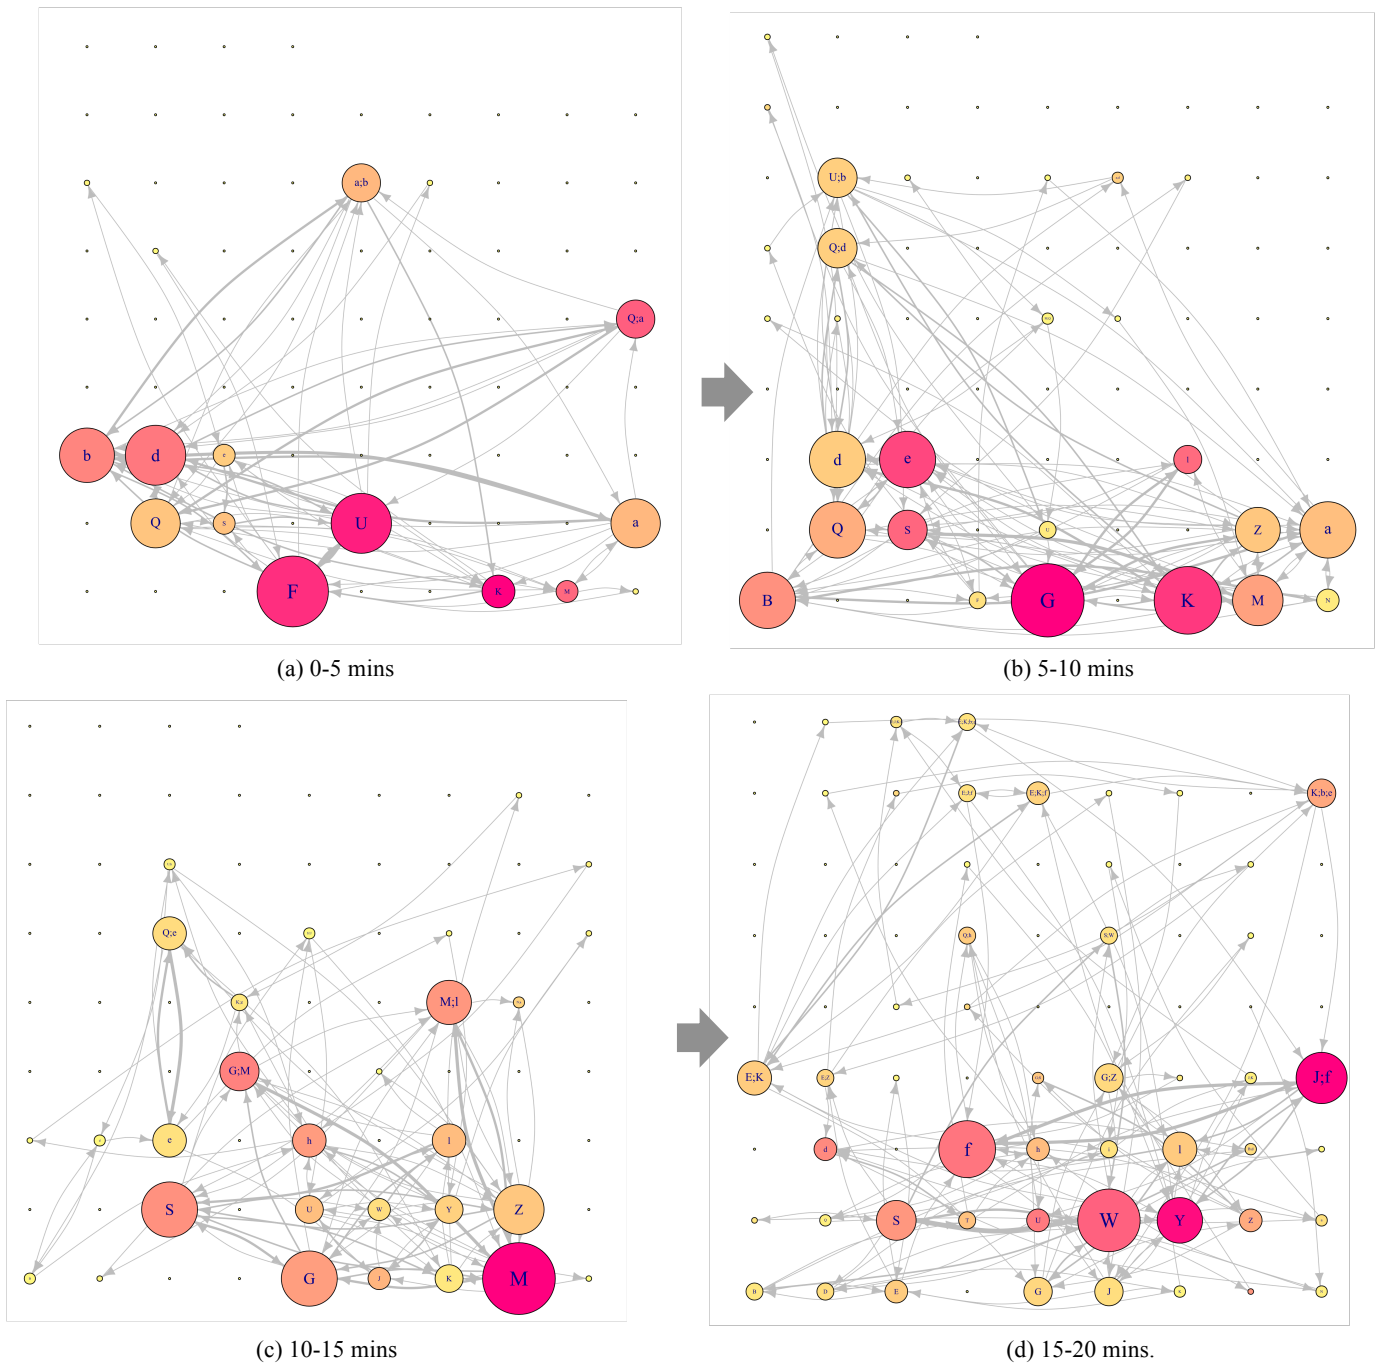 a;b
Q;a
b
d
Q
S
U
a
F
K
M
(a) 0-5 mins
U;b
Q;d
d
e
Q
S
Z
a
B
G
K
M
N
(b) 5-10 mins
Q;e
M;l
G;M
e
h
l
S
U
W
Y
Z
G
J
K
M
(c) 10-15 mins
E;K;f
K;b;e
Q;h
S;W
E;K
E;Z
G;Z
J;f
d
f
h
l
S
T
U
W
Y
Z
B
D
E
G
J
(d) 15-20 mins.